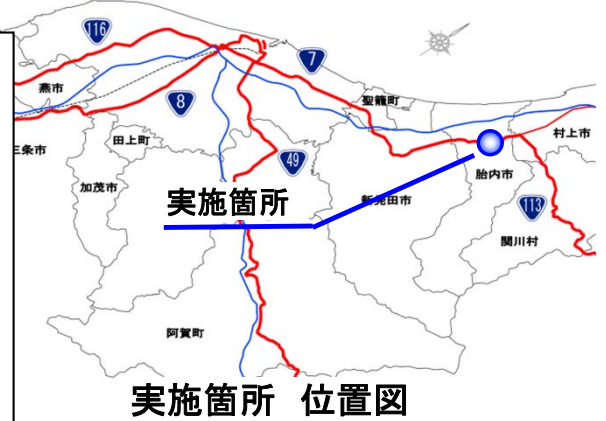 116
7
燕市
8
聖籠町
三条市
田上町
村上市
49
加茂市
胎内市
実施箇所
新発田市
113
関川村
阿賀町
実施箇所 位置図